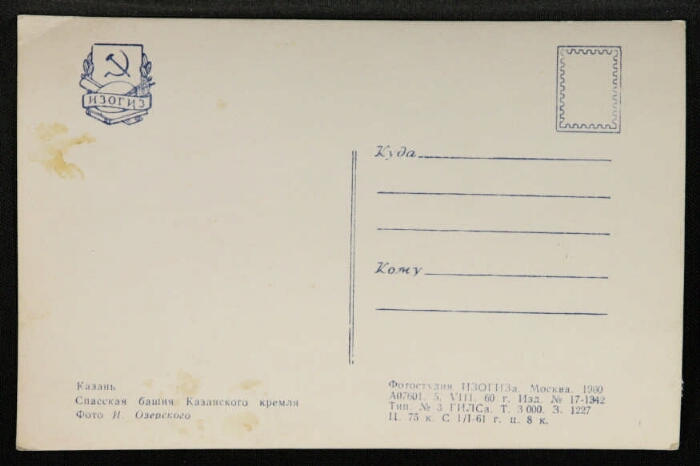 ИЗОГИЗ
Куда
Кому
Казань
Спасская башня Казанского кремля
Фото И. Озерского
Фотостудия ИЗОГИЗа. Москва. 1960
А07601. 5. VIII. 60 г. Изд. № 17-1342
Тип. № 3 ГИЛСа. Т. 3 000. З. 1227
Ц. 75 к. С 1/I-61 г. ц. 8 к.